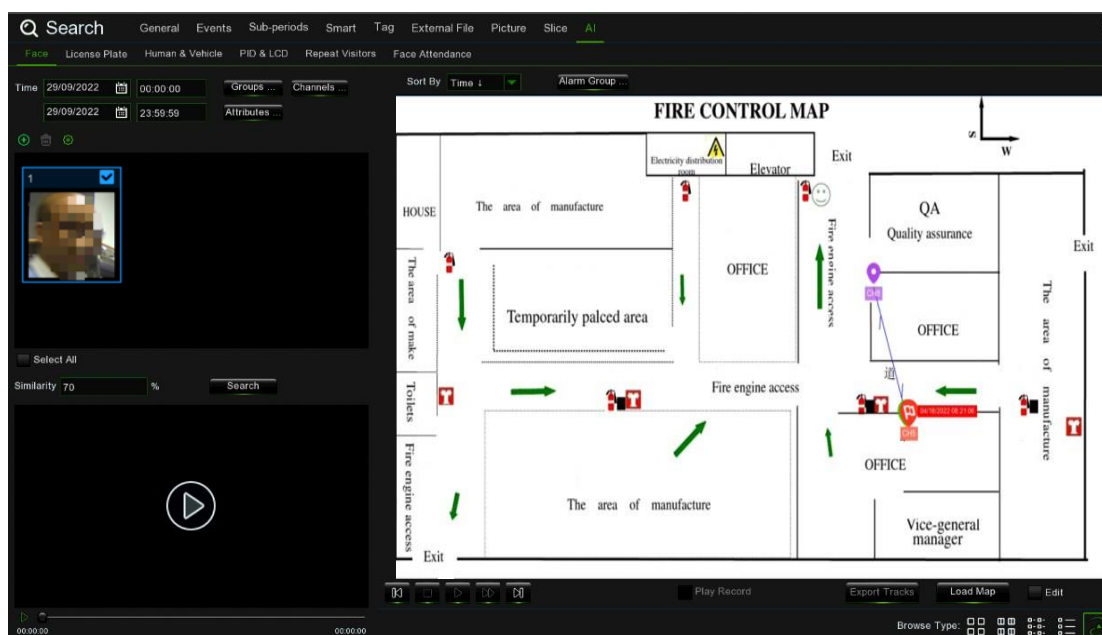 Search
General Events Sub-periods Smart Tag External File Picture Slice AI
Face License Plate Human & Vehicle PID & LCD Repeat Visitors Face Attendance
Time 29/09/2022 00:00:00 Groups ... Channels ...
29/09/2022 23:59:59 Attributes ...
1
Select All
Similarity 70 % Search
00:00:00 00:00:00
Sort By Time ↓ Alarm Group ...
FIRE CONTROL MAP
S
W
Electricity distribution
room
Elevator
Exit
HOUSE
The area of manufacture
QA
Quality assurance
Exit
The area of make
Temporarily palced area
OFFICE
Fire engine access
OFFICE
The area of manufacture
道
Toilets
Fire engine access
Fire engine access
OFFICE
The area of manufacture
Vice-general
manager
Exit
Play Record Export Tracks Load Map Edit
Browse Type: